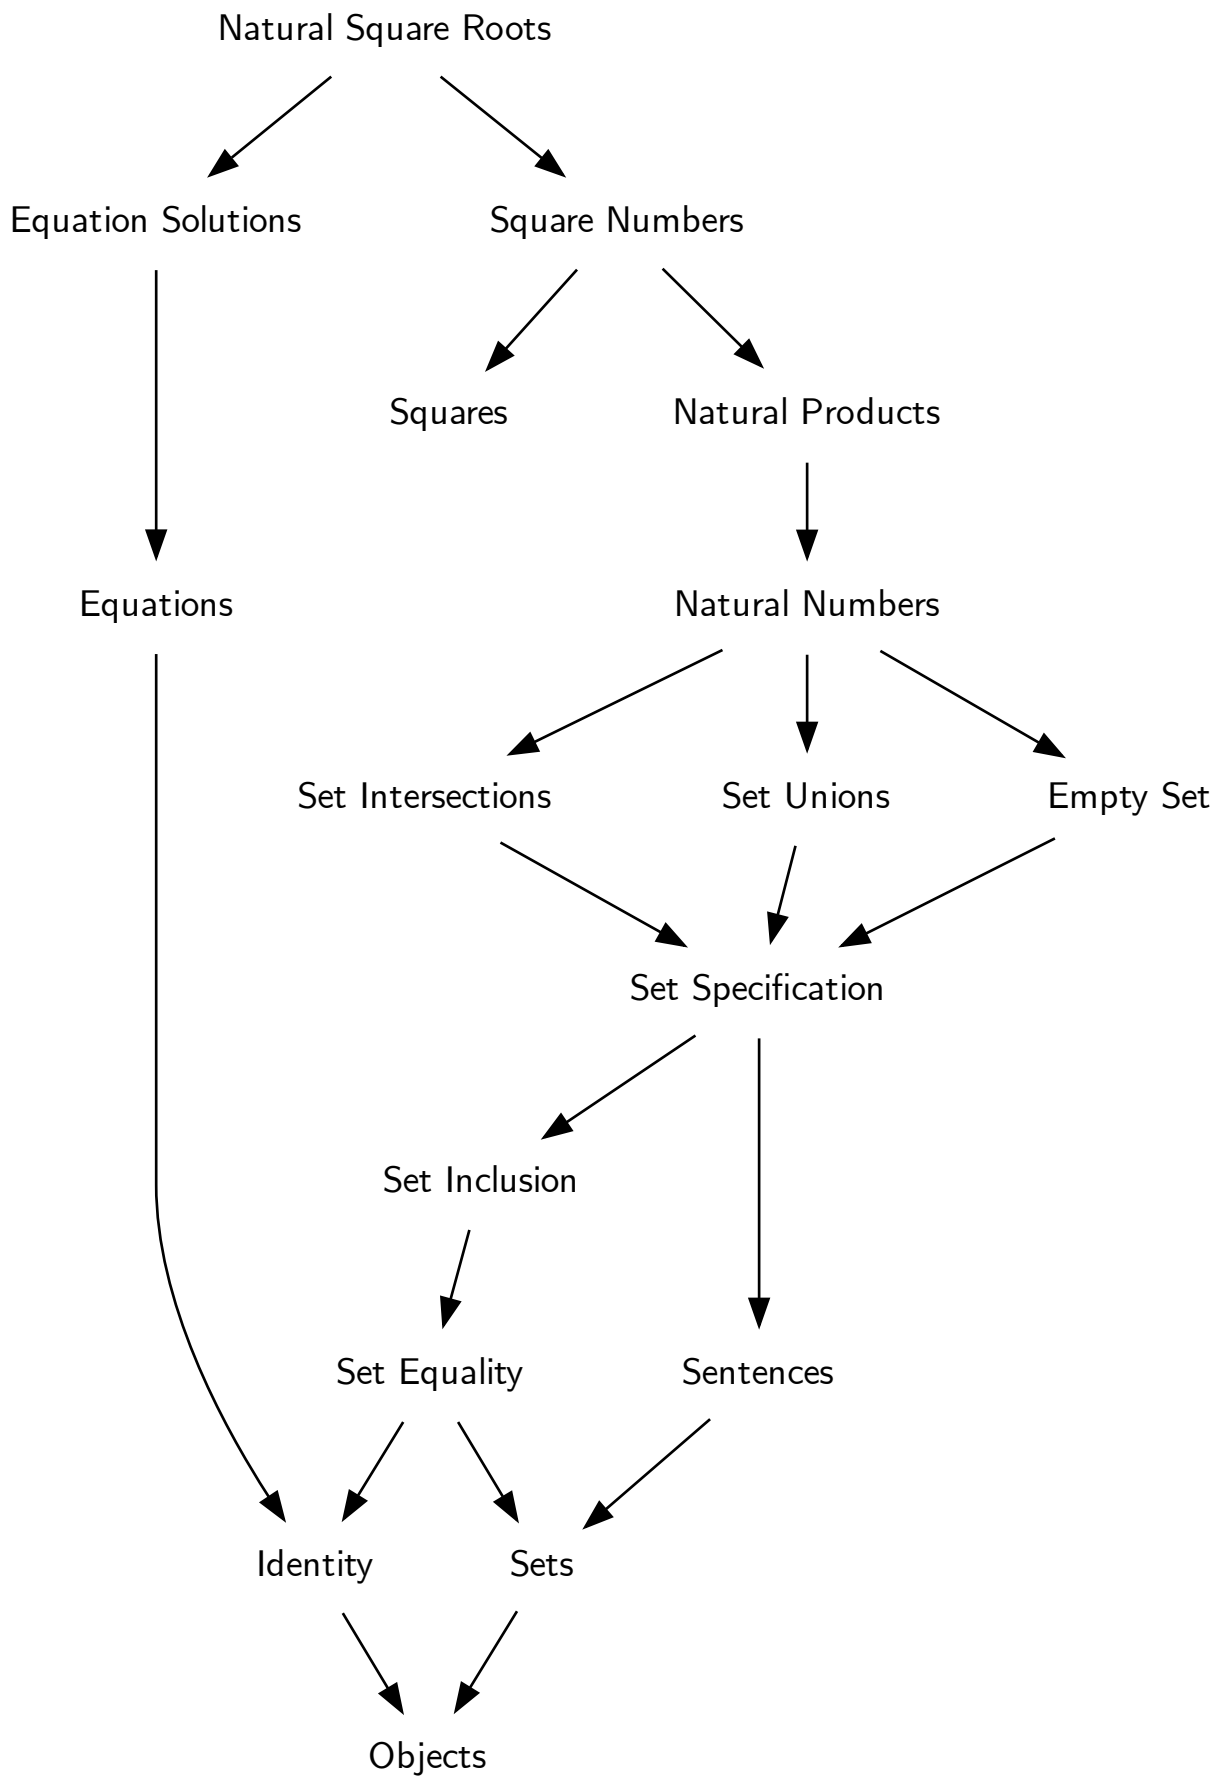 Natural Square Roots
Equation Solutions
Square Numbers
Squares
Natural Products
Equations
Natural Numbers
Set Intersections
Set Unions
Empty Set
Set Specification
Set Inclusion
Set Equality
Sentences
Identity
Sets
Objects